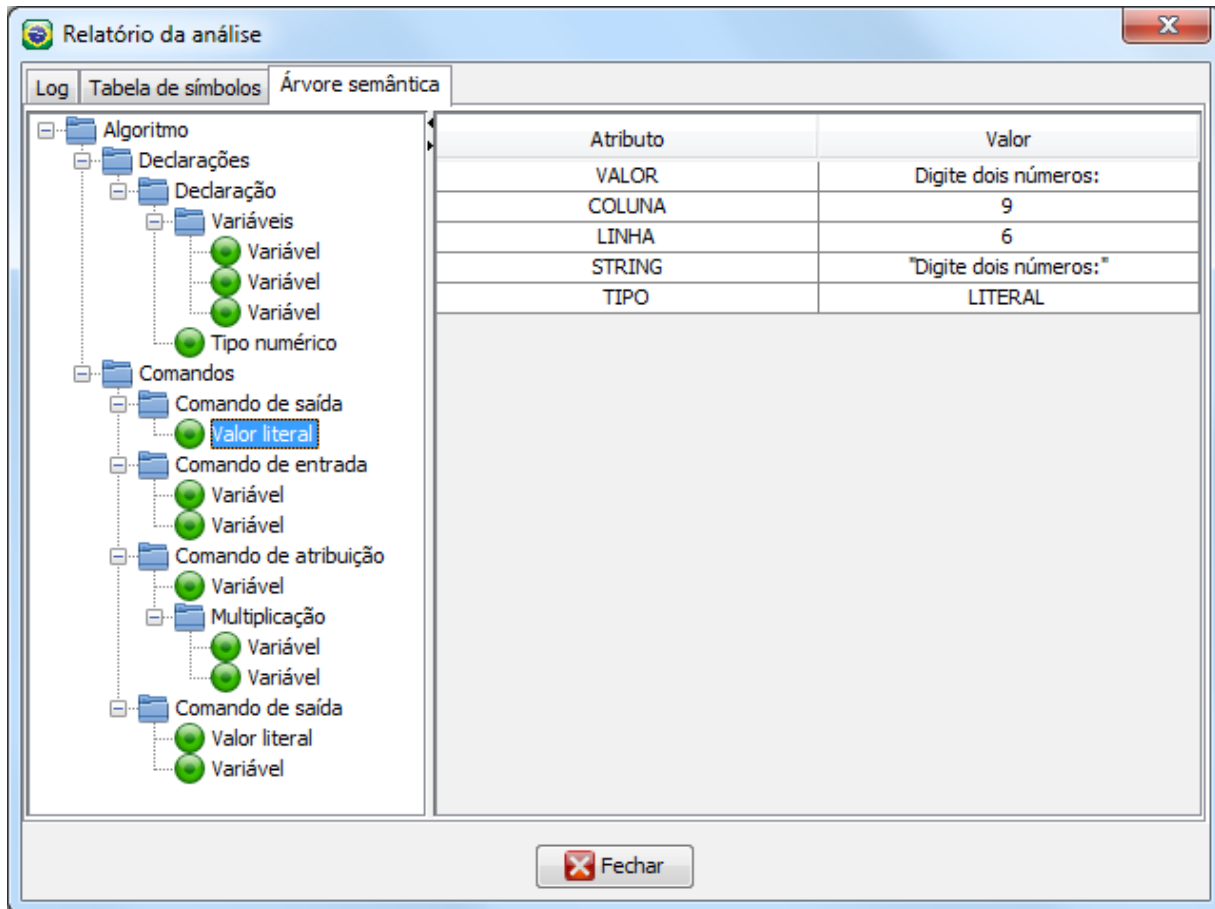 Relatório da análise
Log Tabela de símbolos Árvore semântica
Algoritmo
Declarações
Declaração
Variáveis
Variável
Variável
Variável
Tipo numérico
Comandos
Comando de saída
Valor literal
Comando de entrada
Variável
Variável
Comando de atribuição
Variável
Multiplicação
Variável
Variável
Comando de saída
Valor literal
Variável
Atributo Valor
VALOR Digite dois números:
COLUNA 9
LINHA 6
STRING "Digite dois números:"
TIPO LITERAL
Fechar